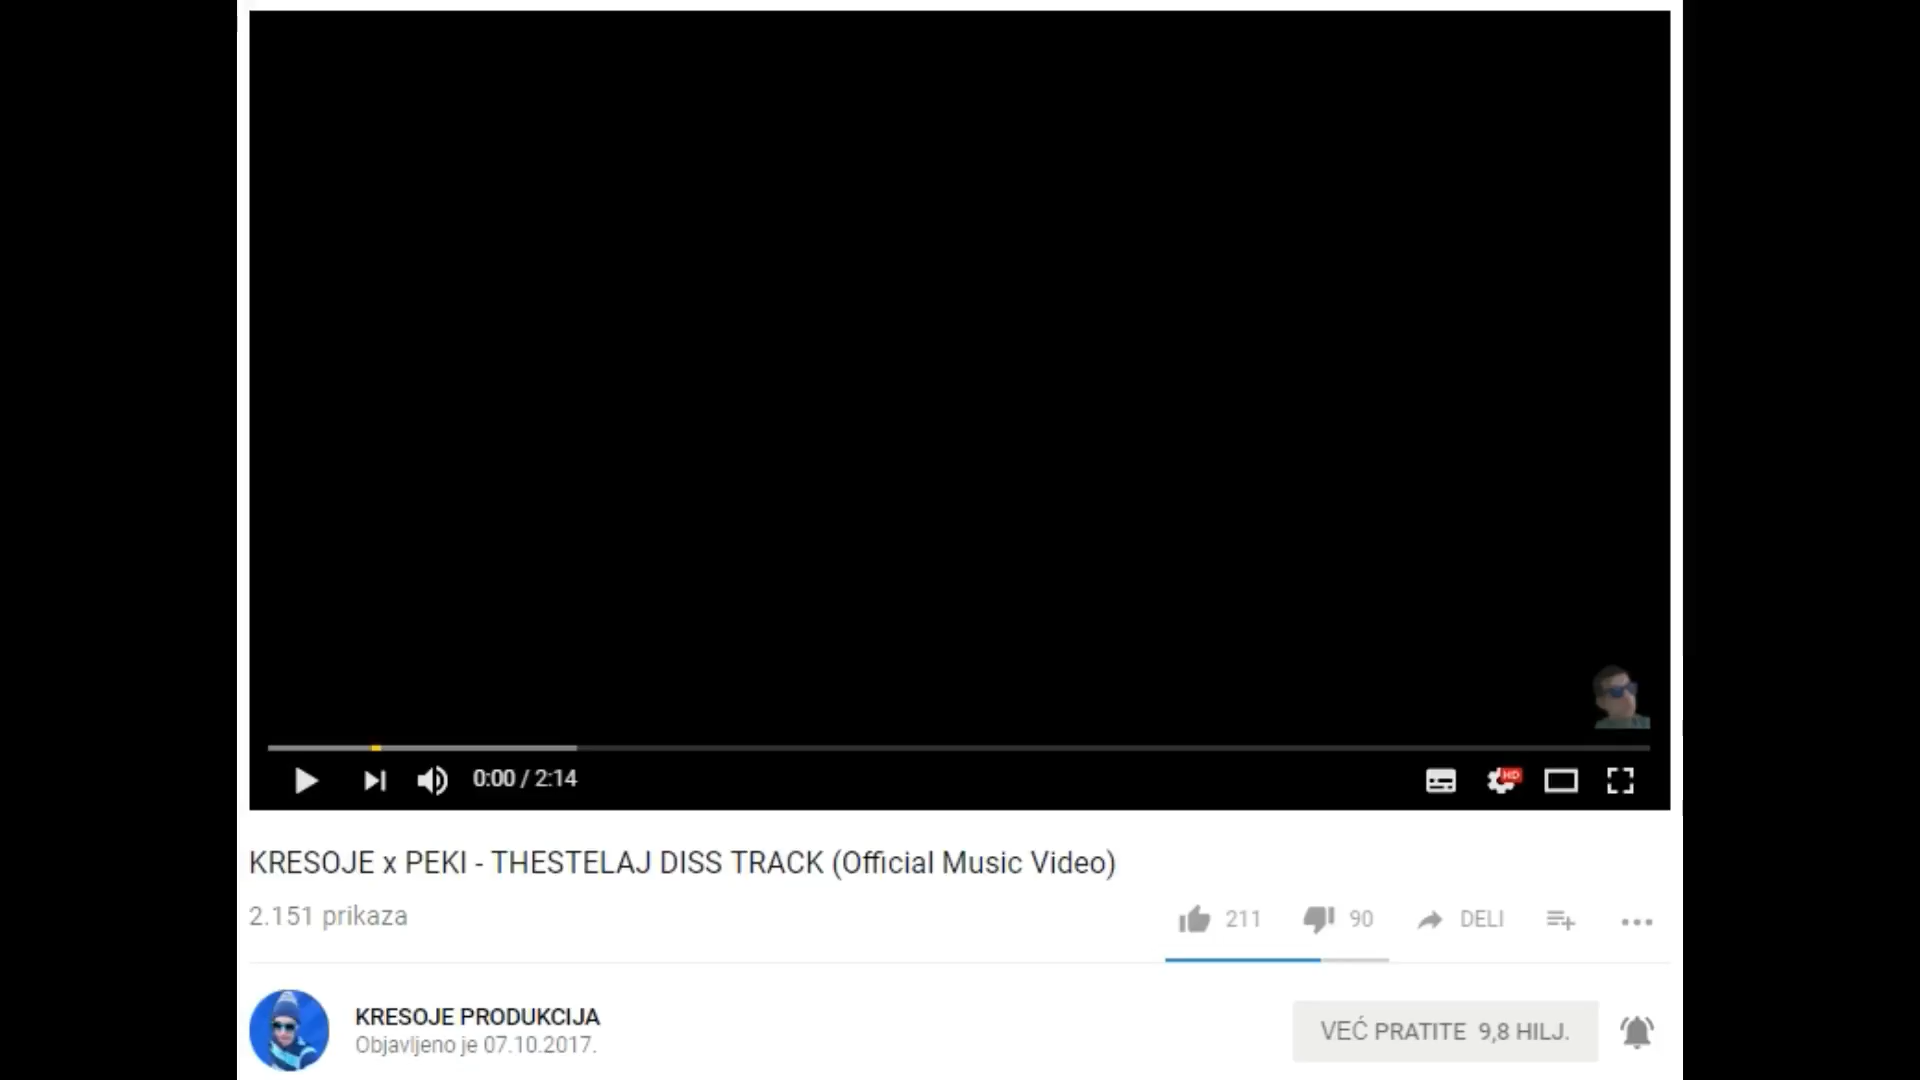 0:00 / 2:14
HD
KRESOJE x PEKI - THESTELAJ DISS TRACK (Official Music Video)
2.151 prikaza
211
90
DELI
KRESOJE PRODUKCIJA
Objavljeno je 07.10.2017.
VEĆ PRATITE 9,8 HILJ.